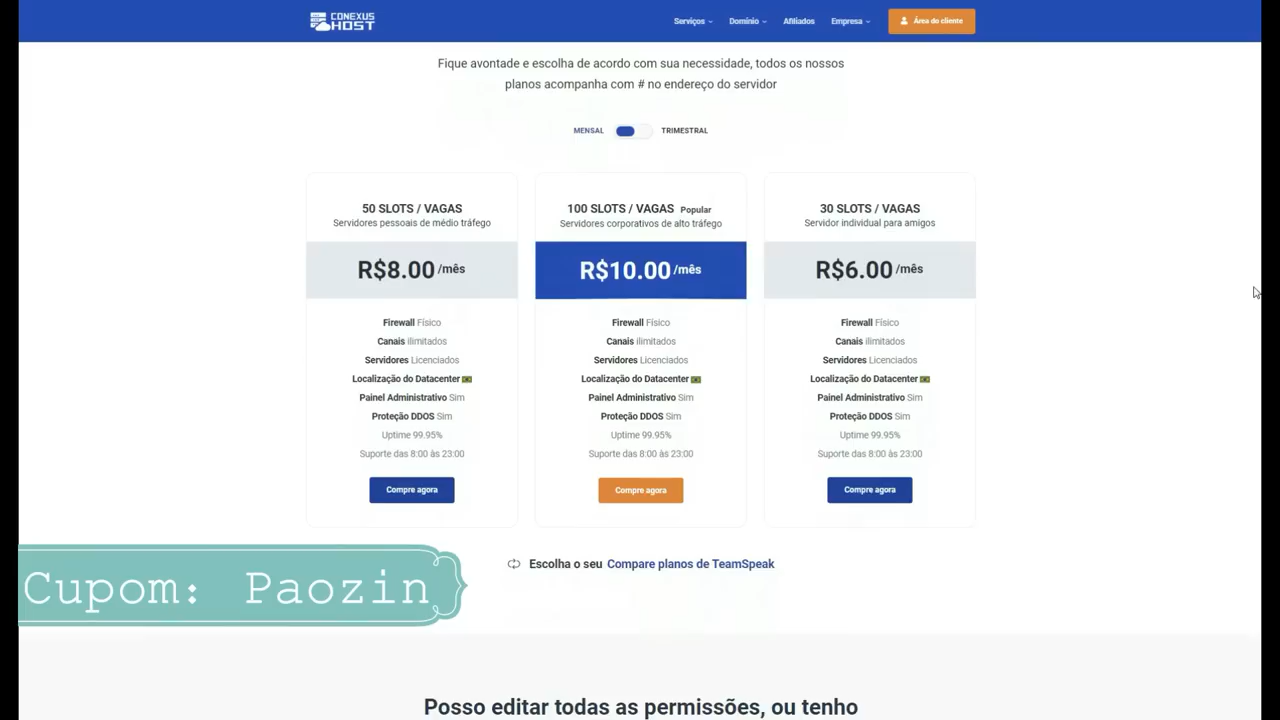 CONEXUS
HOST
Serviços
Domínio
Afiliados
Empresa
Área do cliente
Fique avontade e escolha de acordo com sua necessidade, todos os nossos
planos acompanha com # no endereço do servidor
MENSAL
TRIMESTRAL
50 SLOTS / VAGAS
Servidores pessoais de médio tráfego
R$8.00 /mês
Firewall Físico
Canais ilimitados
Servidores Licenciados
Localização do Datacenter
Painel Administrativo Sim
Proteção DDOS Sim
Uptime 99.95%
Suporte das 8:00 às 23:00
Compre agora
100 SLOTS / VAGAS Popular
Servidores corporativos de alto tráfego
R$10.00 /mês
Firewall Físico
Canais ilimitados
Servidores Licenciados
Localização do Datacenter
Painel Administrativo Sim
Proteção DDOS Sim
Uptime 99.95%
Suporte das 8:00 às 23:00
Compre agora
30 SLOTS / VAGAS
Servidor individual para amigos
R$6.00 /mês
Firewall Físico
Canais ilimitados
Servidores Licenciados
Localização do Datacenter
Painel Administrativo Sim
Proteção DDOS Sim
Uptime 99.95%
Suporte das 8:00 às 23:00
Compre agora
Escolha o seu Compare planos de TeamSpeak
Cupom: Paozin
Posso editar todas as permissões, ou tenho